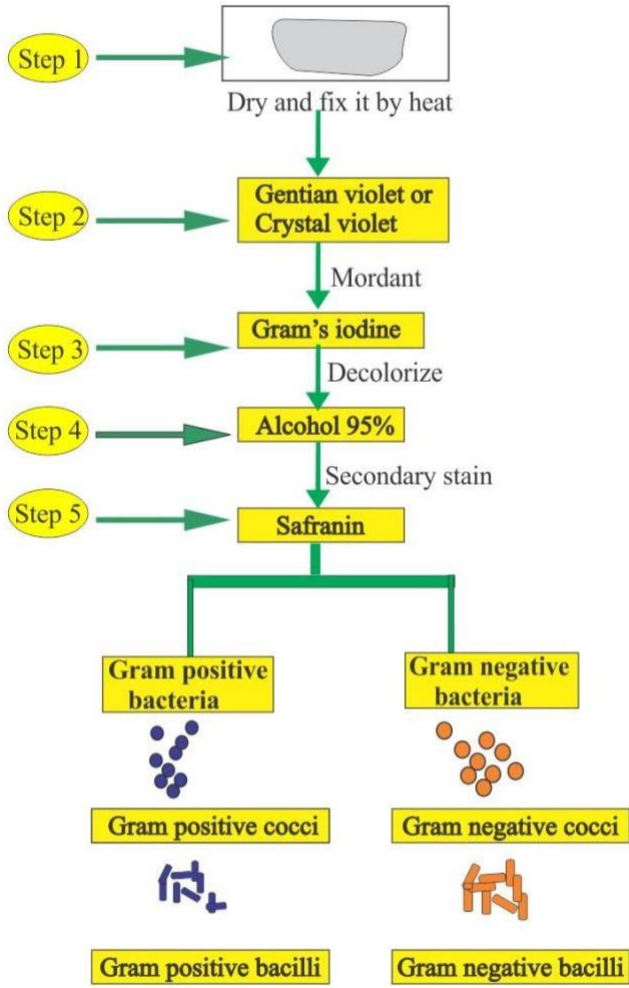 Step 1
Dry and fix it by heat
Step 2
Gentian violet or
Crystal violet
Mordant
Step 3
Gram's iodine
Decolorize
Step 4
Alcohol 95%
Secondary stain
Step 5
Safranin
Gram positive
bacteria
Gram negative
bacteria
Gram positive cocci
Gram negative cocci
Gram positive bacilli
Gram negative bacilli